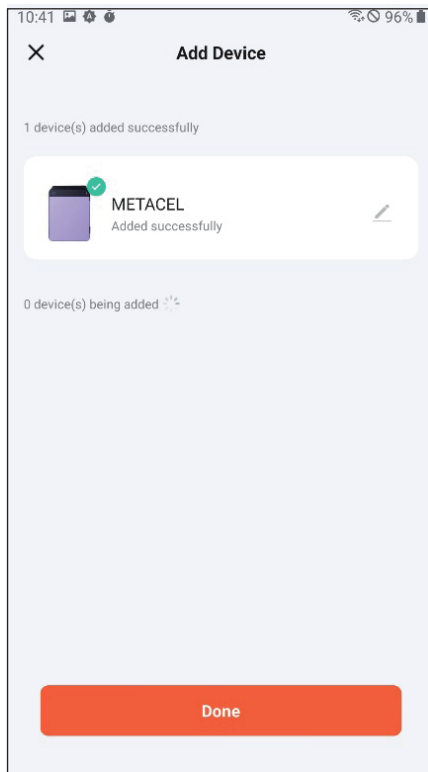 10:41 96%
Add Device
1 device(s) added successfully
METACEL
Added successfully
0 device(s) being added
Done